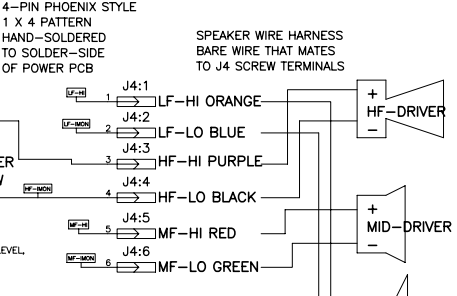 4-PIN PHOENIX STYLE
1 X 4 PATTERN
HAND-SOLDERED
TO SOLDER-SIDE
OF POWER PCB
SPEAKER WIRE HARNESS
BARE WIRE THAT MATES
TO J4 SCREW TERMINALS
J4:1
LF-HI
1
LF-HI ORANGE
J4:2
LF-IMON
2
LF-LO BLUE
J4:3
3
HF-HI PURPLE
J4:4
HF-IMON
4
HF-LO BLACK
J4:5
MF-HI
5
MF-HI RED
J4:6
MF-IMON
6
MF-LO GREEN
+
HF-DRIVER
-
+
MID-DRIVER
-
ER
EVEL,